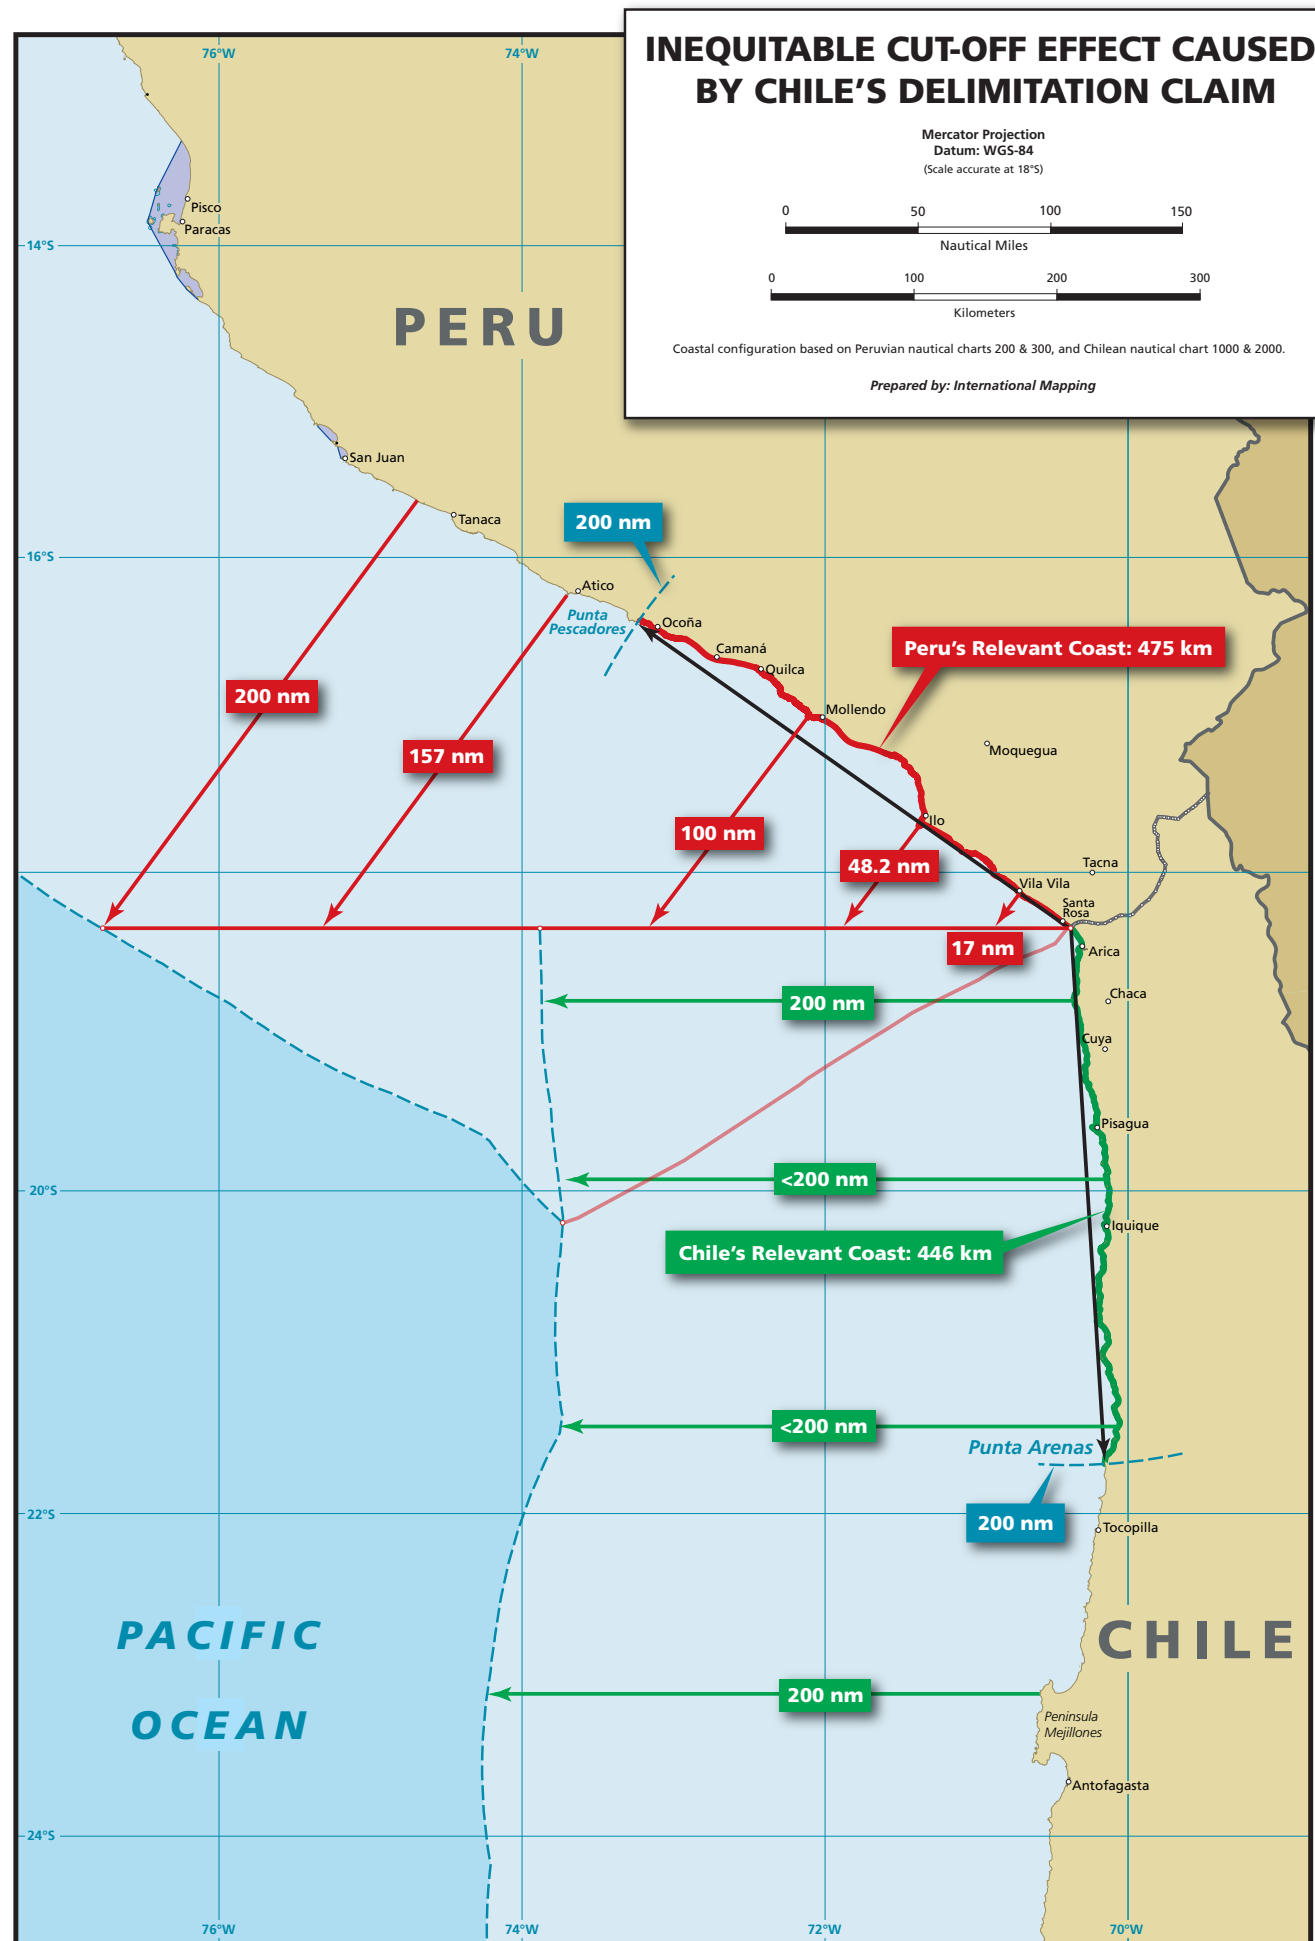 INEQUITABLE CUT-OFF EFFECT CAUSED
BY CHILE'S DELIMITATION CLAIM
Mercator Projection
Datum: WGS-84
(Scale accurate at 18°S)
0 50 100 150
Nautical Miles
0 100 200 300
Kilometers
Coastal configuration based on Peruvian nautical charts 200 & 300, and Chilean nautical chart 1000 & 2000.
Prepared by: International Mapping
76°W 74°W
Pisco
Paracas
14°S
PERU
San Juan
Tanaca
200 nm
16°S
Atico
Punta
Pescadores
Ocoña
Camaná
Quilca
Peru's Relevant Coast: 475 km
200 nm
Mollendo
157 nm
Moquegua
100 nm
Ilo
48.2 nm
Tacna
Vila Vila
Santa
Rosa
17 nm
Arica
200 nm
Chaca
Cuya
Pisagua
<200 nm
20°S
Iquique
Chile's Relevant Coast: 446 km
<200 nm
Punta Arenas
22°S
200 nm
Tocopilla
PACIFIC
OCEAN
CHILE
200 nm
Peninsula
Mejillones
Antofagasta
24°S
76°W 74°W 72°W 70°W